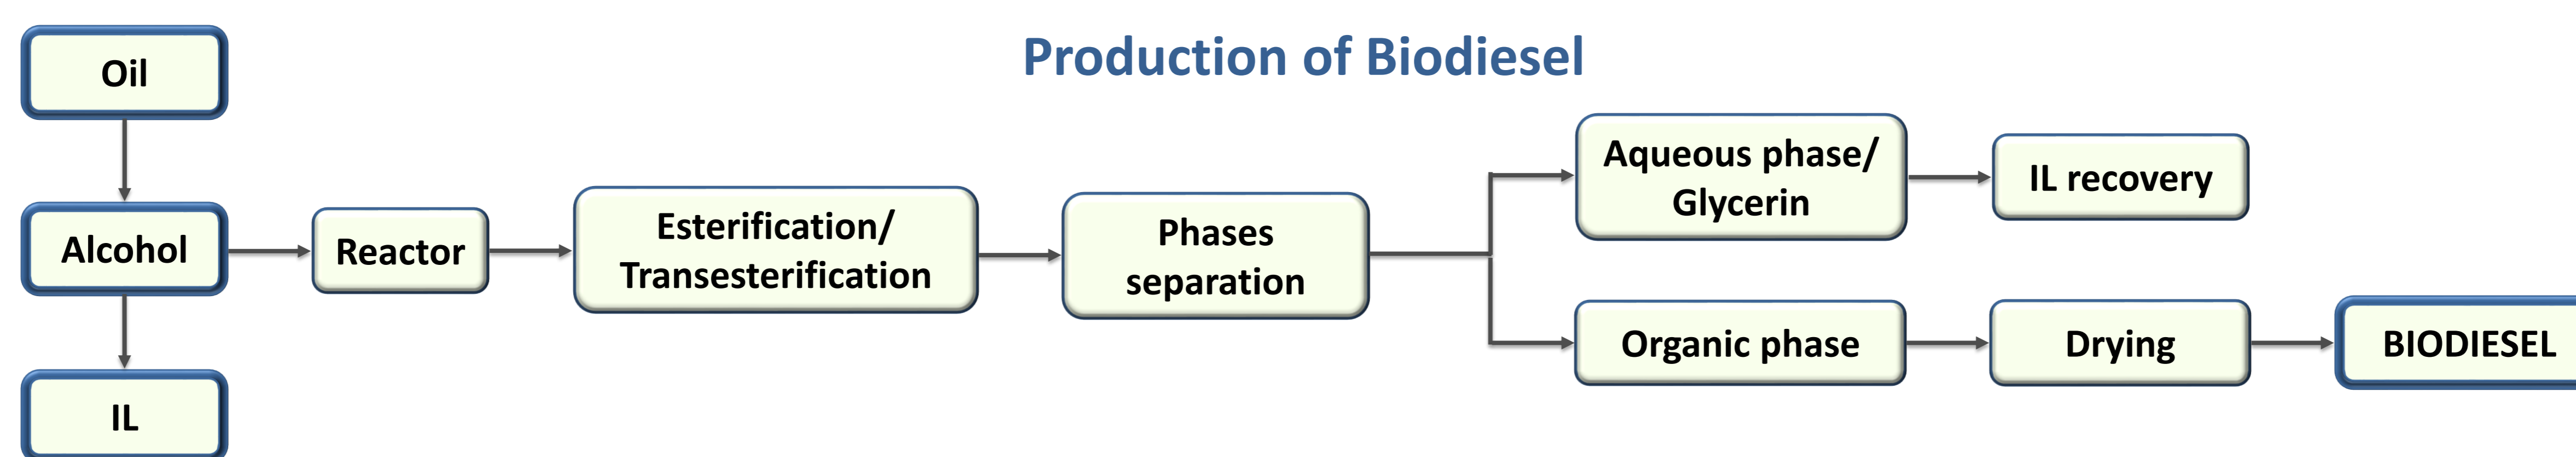 Production of Biodiesel
Oil
Alcohol
IL
Reactor
Esterification/
Transesterification
Phases
separation
Aqueous phase/
Glycerin
IL recovery
Organic phase
Drying
BIODIESEL